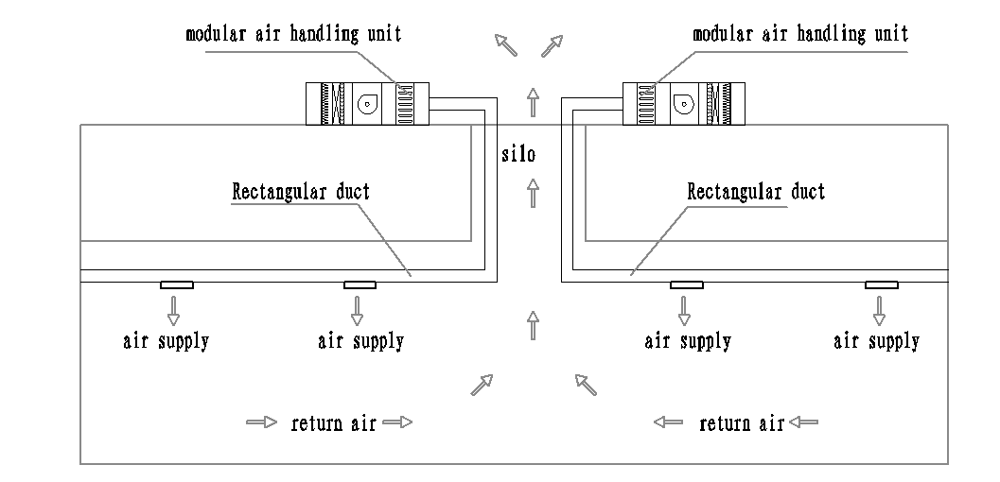 modular air handling unit
modular air handling unit
silo
Rectangular duct
Rectangular duct
air supply
air supply
air supply
air supply
return air
return air